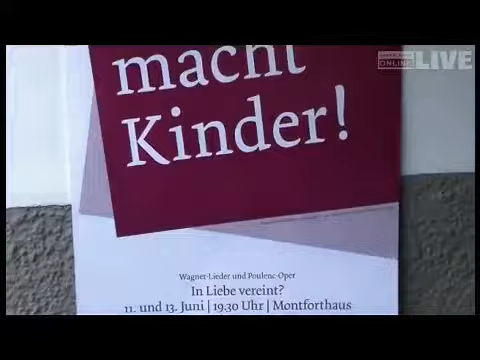 macht
Kinder!
Wagner-Lieder und Poulenc-Oper
In Liebe vereint?
11. und 13. Juni | 19.30 Uhr | Montforthaus
ONLINE
LIVE